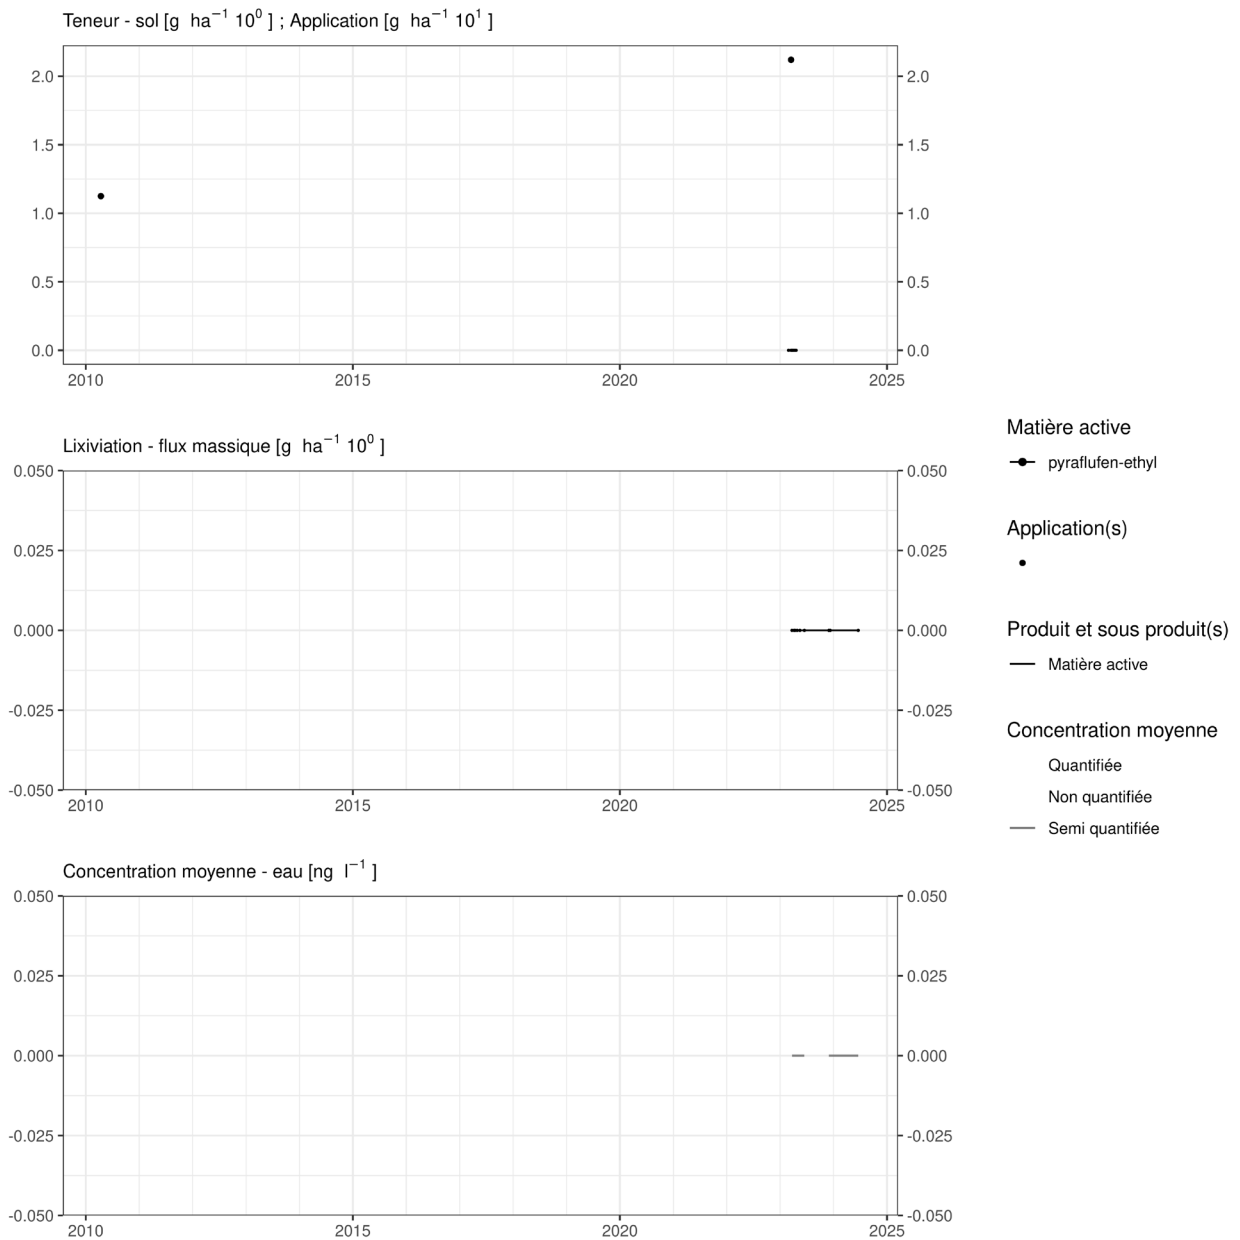 Teneur - sol [g ha⁻¹ 10⁰ ] ; Application [g ha⁻¹ 10¹ ]
2.0 2.0
1.5 1.5
1.0 1.0
0.5 0.5
0.0 0.0
2010 2015 2020 2025
Lixiviation - flux massique [g ha⁻¹ 10⁰ ]
0.050 0.050
0.025 0.025
0.000 0.000
-0.025 -0.025
-0.050 -0.050
2010 2015 2020 2025
Concentration moyenne - eau [ng l⁻¹ ]
0.050 0.050
0.025 0.025
0.000 0.000
-0.025 -0.025
-0.050 -0.050
2010 2015 2020 2025
Matière active
pyraflufen-ethyl
Application(s)
Produit et sous produit(s)
Matière active
Concentration moyenne
Quantifiée
Non quantifiée
Semi quantifiée